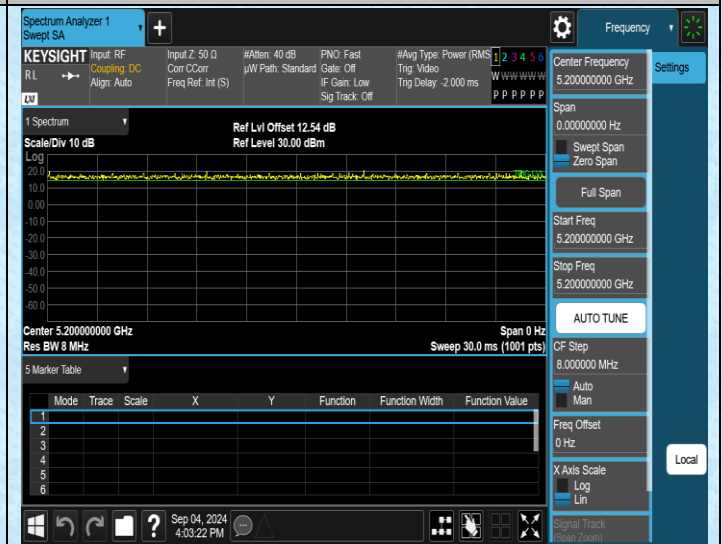 Spectrum Analyzer 1
Swept SA
Frequency
KEYSIGHT
RL
LXI
Input: RF
Coupling: DC
Align: Auto
Input Z: 50 Ω
Corr CCorr
Freq Ref: Int (S)
#Atten: 40 dB
µW Path: Standard
PNO: Fast
Gate: Off
IF Gain: Low
Sig Track: Off
#Avg Type: Power (RMS
Trig: Video
Trig Delay: -2.000 ms
1 2 3 4 5 6
W W W W W W
P P P P P P
1 Spectrum
Scale/Div 10 dB
Ref Lvl Offset 12.54 dB
Ref Level 30.00 dBm
Log
20.0
10.0
0.00
-10.0
-20.0
-30.0
-40.0
-50.0
-60.0
TRIG LVL
Center 5.200000000 GHz
Span 0 Hz
Res BW 8 MHz
Sweep 30.0 ms (1001 pts)
5 Marker Table
Mode Trace Scale X Y Function Function Width Function Value
1
2
3
4
5
6
Sep 04, 2024
4:03:22 PM
Center Frequency
5.200000000 GHz
Settings
Span
0.00000000 Hz
Swept Span
Zero Span
Full Span
Start Freq
5.200000000 GHz
Stop Freq
5.200000000 GHz
AUTO TUNE
CF Step
8.000000 MHz
Auto
Man
Freq Offset
0 Hz
X Axis Scale
Log
Lin
Signal Track
(Span Zoom)
Local